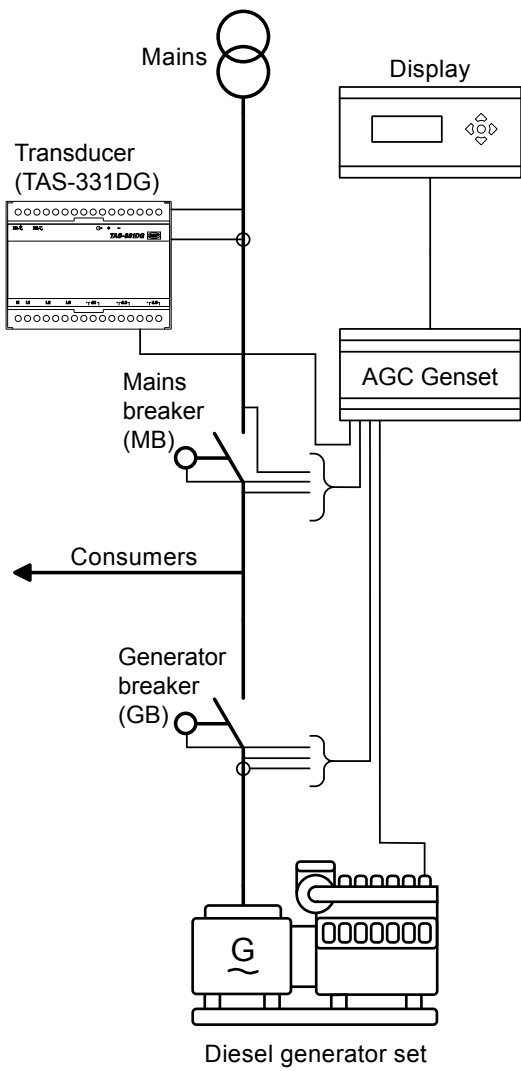 Mains
Display
Transducer
(TAS-331DG)
TAS-331DG
AGC Genset
Mains
breaker
(MB)
Consumers
Generator
breaker
(GB)
G
Diesel generator set